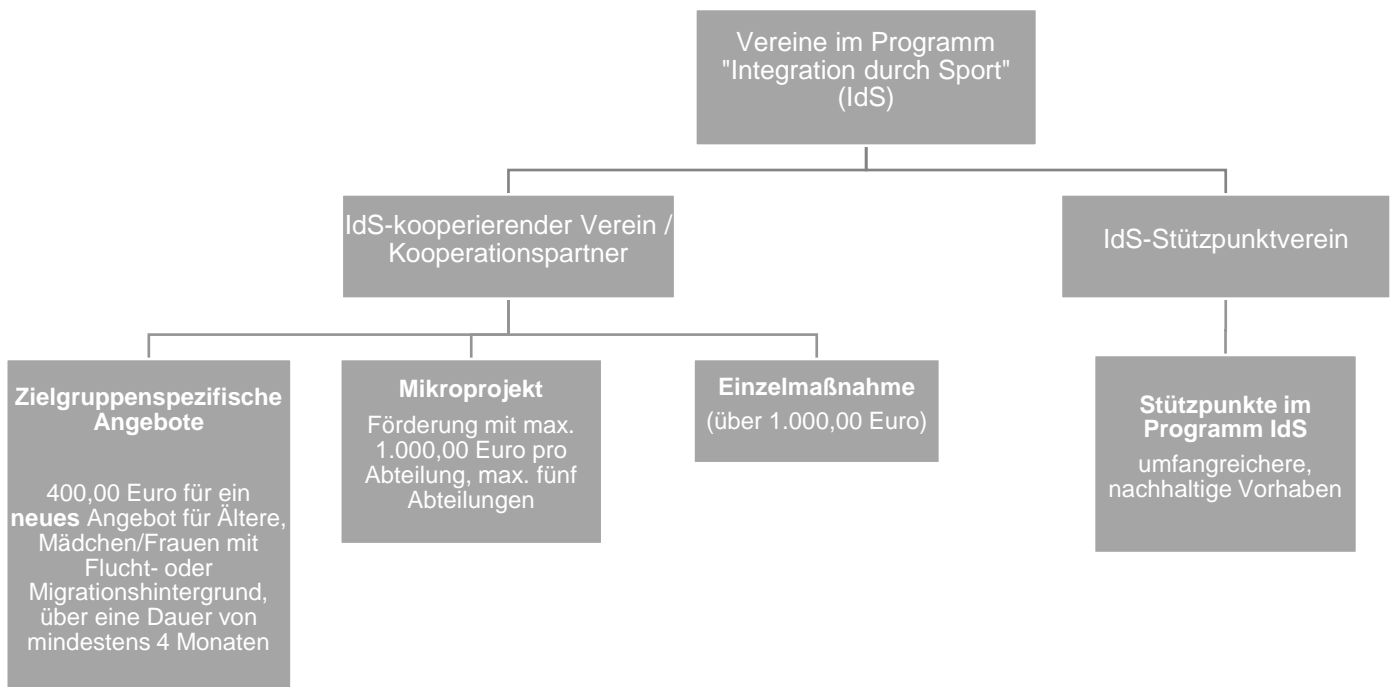 Vereine im Programm
"Integration durch Sport"
(IdS)
IdS-kooperierender Verein /
Kooperationspartner
IdS-Stützpunktverein
Zielgruppenspezifische
Angebote
400,00 Euro für ein
neues Angebot für Ältere,
Mädchen/Frauen mit
Flucht- oder
Migrationshintergrund,
über eine Dauer von
mindestens 4 Monaten
Mikroprojekt
Förderung mit max.
1.000,00 Euro pro
Abteilung, max. fünf
Abteilungen
Einzelmaßnahme
(über 1.000,00 Euro)
Stützpunkte im
Programm IdS
umfangreichere,
nachhaltige Vorhaben